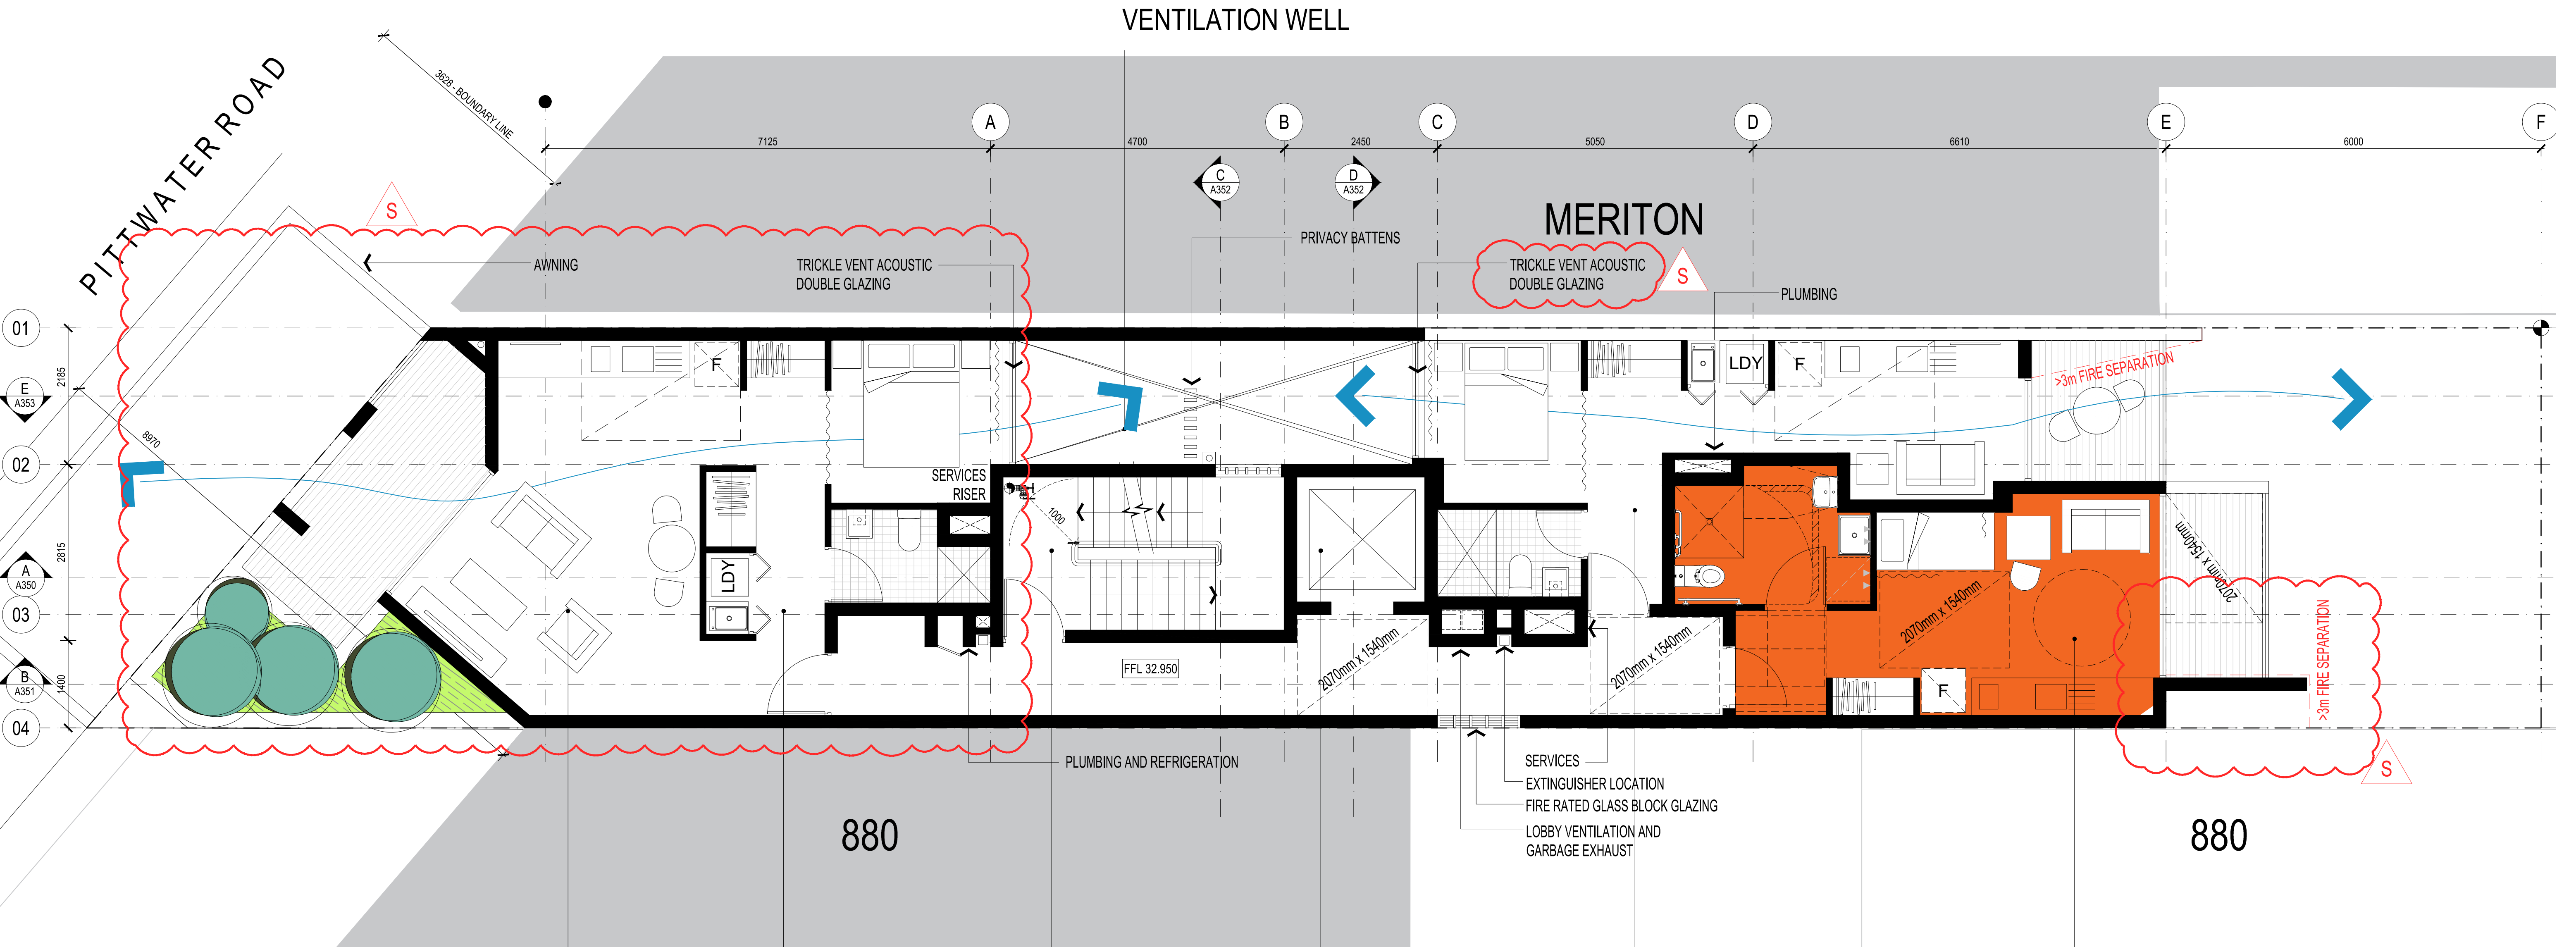 VENTILATION WELL
PITTWATER ROAD
3628 - BOUNDARY LINE
A
B
C
D
E
F
7125
4700
2450
5050
6610
6000
C
A352
D
A352
S
MERITON
PRIVACY BATTENS
AWNING
TRICKLE VENT ACOUSTIC
DOUBLE GLAZING
TRICKLE VENT ACOUSTIC
DOUBLE GLAZING
S
PLUMBING
01
2185
E
A353
8970
02
A
A350
2815
03
B
A351
1400
04
F
LDY
F
>3m FIRE SEPARATION
SERVICES
RISER
1000
LDY
2070mm x 1540mm
2070mm x 1540mm
2070mm x 1540mm
2070mm x 1540mm
>3m FIRE SEPARATION
FFL 32.950
F
S
PLUMBING AND REFRIGERATION
SERVICES
EXTINGUISHER LOCATION
FIRE RATED GLASS BLOCK GLAZING
LOBBY VENTILATION AND
GARBAGE EXHAUST
880
880